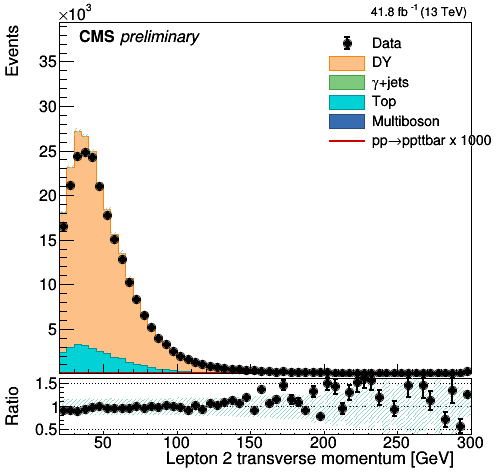 ×10³
41.8 fb⁻¹ (13 TeV)
CMS preliminary
Events
Data
DY
γ+jets
Top
Multiboson
pp→ppttbar x 1000
35
30
25
20
15
10
5
Ratio
1.5
1
0.5
50 100 150 200 250 300
Lepton 2 transverse momentum [GeV]